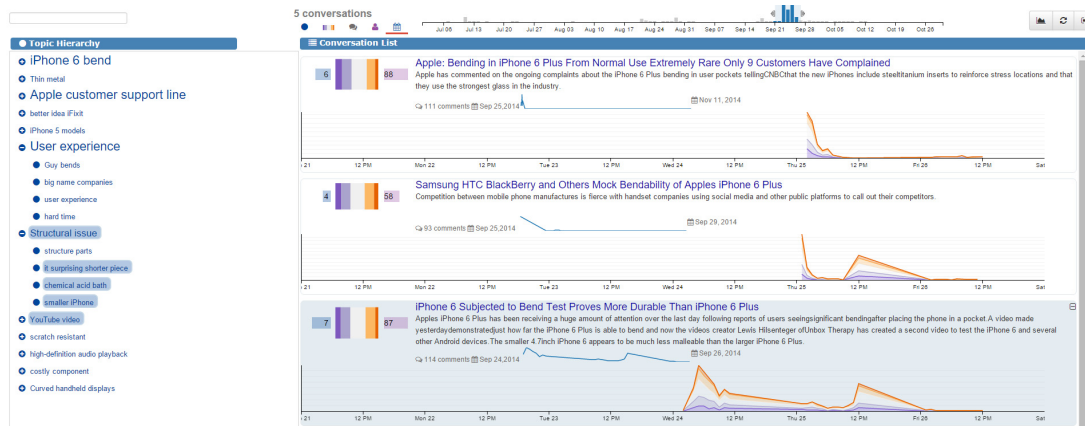 5 conversations
Jul 06 Jul 13 Jul 20 Jul 27 Aug 03 Aug 10 Aug 17 Aug 24 Aug 31 Sep 07 Sep 14 Sep 21 Sep 28 Oct 05 Oct 12 Oct 19 Oct 26
Topic Hierarchy
iPhone 6 bend
Thin metal
Apple customer support line
better idea iFixit
iPhone 5 models
User experience
Guy bends
big name companies
user experience
hard time
Structural issue
structure parts
it surprising shorter piece
chemical acid bath
smaller iPhone
YouTube video
scratch resistant
high-definition audio playback
costly component
Curved handheld displays
Conversation List
6 88
Apple: Bending in iPhone 6 Plus From Normal Use Extremely Rare Only 9 Customers Have Complained
Apple has commented on the ongoing complaints about the iPhone 6 Plus bending in user pockets tellingCNBCthat the new iPhones include steeltitanium inserts to reinforce stress locations and that
they use the strongest glass in the industry.
111 comments Sep 25,2014 Nov 11, 2014
21 12 PM Mon 22 12 PM Tue 23 12 PM Wed 24 12 PM Thu 25 12 PM Fri 26 12 PM Sat
4 58
Samsung HTC BlackBerry and Others Mock Bendability of Apples iPhone 6 Plus
Competition between mobile phone manufactures is fierce with handset companies using social media and other public platforms to call out their competitors.
93 comments Sep 25,2014 Sep 29, 2014
21 12 PM Mon 22 12 PM Tue 23 12 PM Wed 24 12 PM Thu 25 12 PM Fri 26 12 PM Sat
7 87
iPhone 6 Subjected to Bend Test Proves More Durable Than iPhone 6 Plus
Apples iPhone 6 Plus has been receiving a huge amount of attention over the last day following reports of users seeingsignificant bendingafter placing the phone in a pocket.A video made
yesterdaydemonstratedjust how far the iPhone 6 Plus is able to bend and now the videos creator Lewis Hilsenteger ofUnbox Therapy has created a second video to test the iPhone 6 and several
other Android devices.The smaller 4.7inch iPhone 6 appears to be much less malleable than the larger iPhone 6 Plus.
114 comments Sep 24,2014 Sep 26, 2014
21 12 PM Mon 22 12 PM Tue 23 12 PM Wed 24 12 PM Thu 25 12 PM Fri 26 12 PM Sat